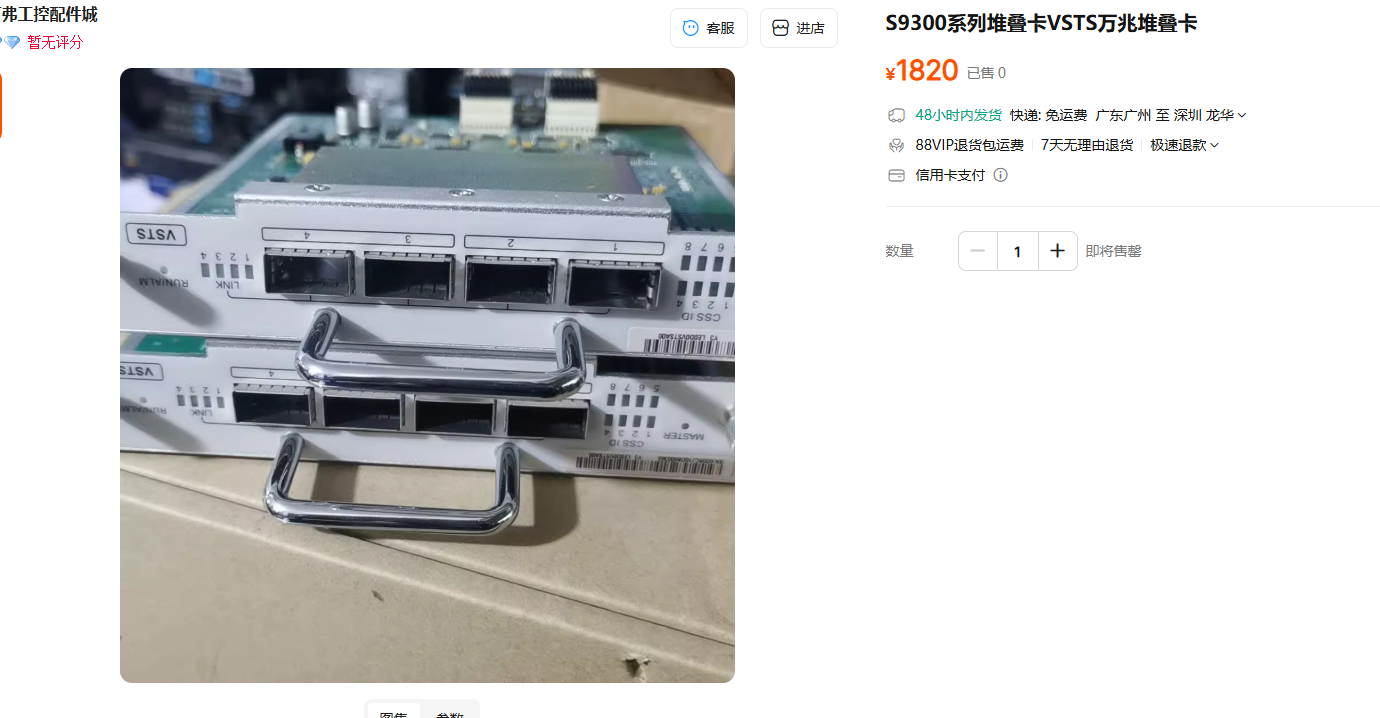 弗工控配件城
暂无评分
客服
进店
S9300系列堆叠卡VSTS万兆堆叠卡
¥1820 已售 0
48小时内发货 快递: 免运费 广东广州 至 深圳 龙华
88VIP退货包运费 7天无理由退货 极速退款
信用卡支付
数量
1
即将售罄
VSTS
4 3 2 1
RUN/ALM
LINK
4 3 2 1
8 7 6
4 3 2 1
CSS ID
VSTS
4
4 3 2 1
LINK
8 7 6 5
4 3 2 1
CSS ID
MASTER
图集
参数